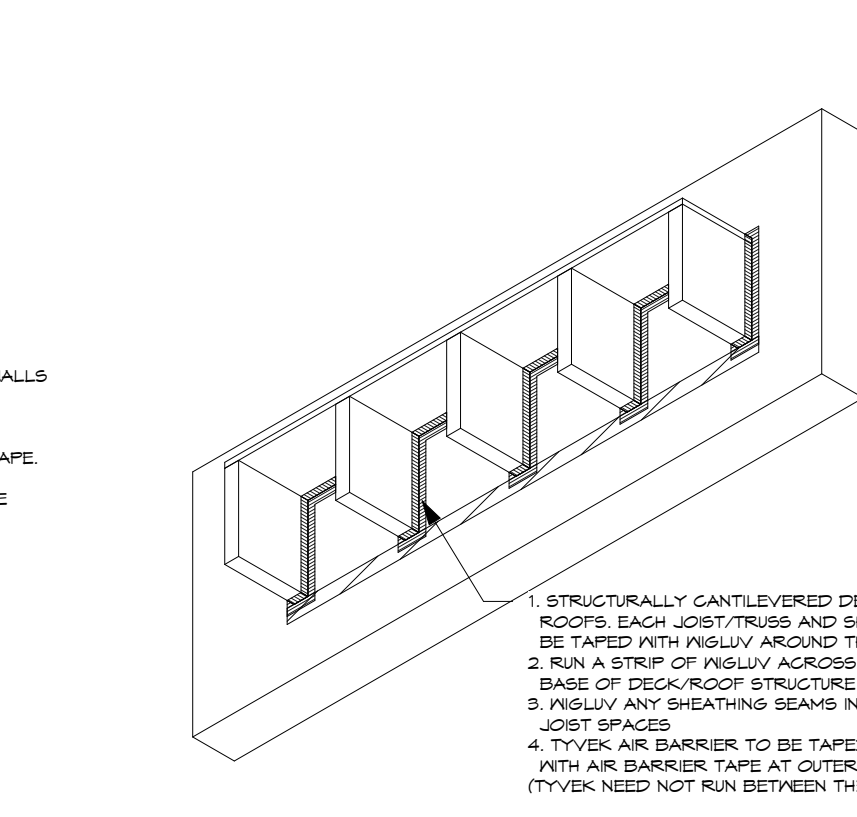 ALLS
APE.
E
1. STRUCTURALLY CANTILEVERED DE
ROOFS. EACH JOIST/TRUSS AND S
BE TAPED WITH WIGLUV AROUND T
2. RUN A STRIP OF WIGLUV ACROSS
BASE OF DECK/ROOF STRUCTURE
3. WIGLUV ANY SHEATHING SEAMS IN
JOIST SPACES
4. TYVEK AIR BARRIER TO BE TAPE
WITH AIR BARRIER TAPE AT OUTER
(TYVEK NEED NOT RUN BETWEEN TH